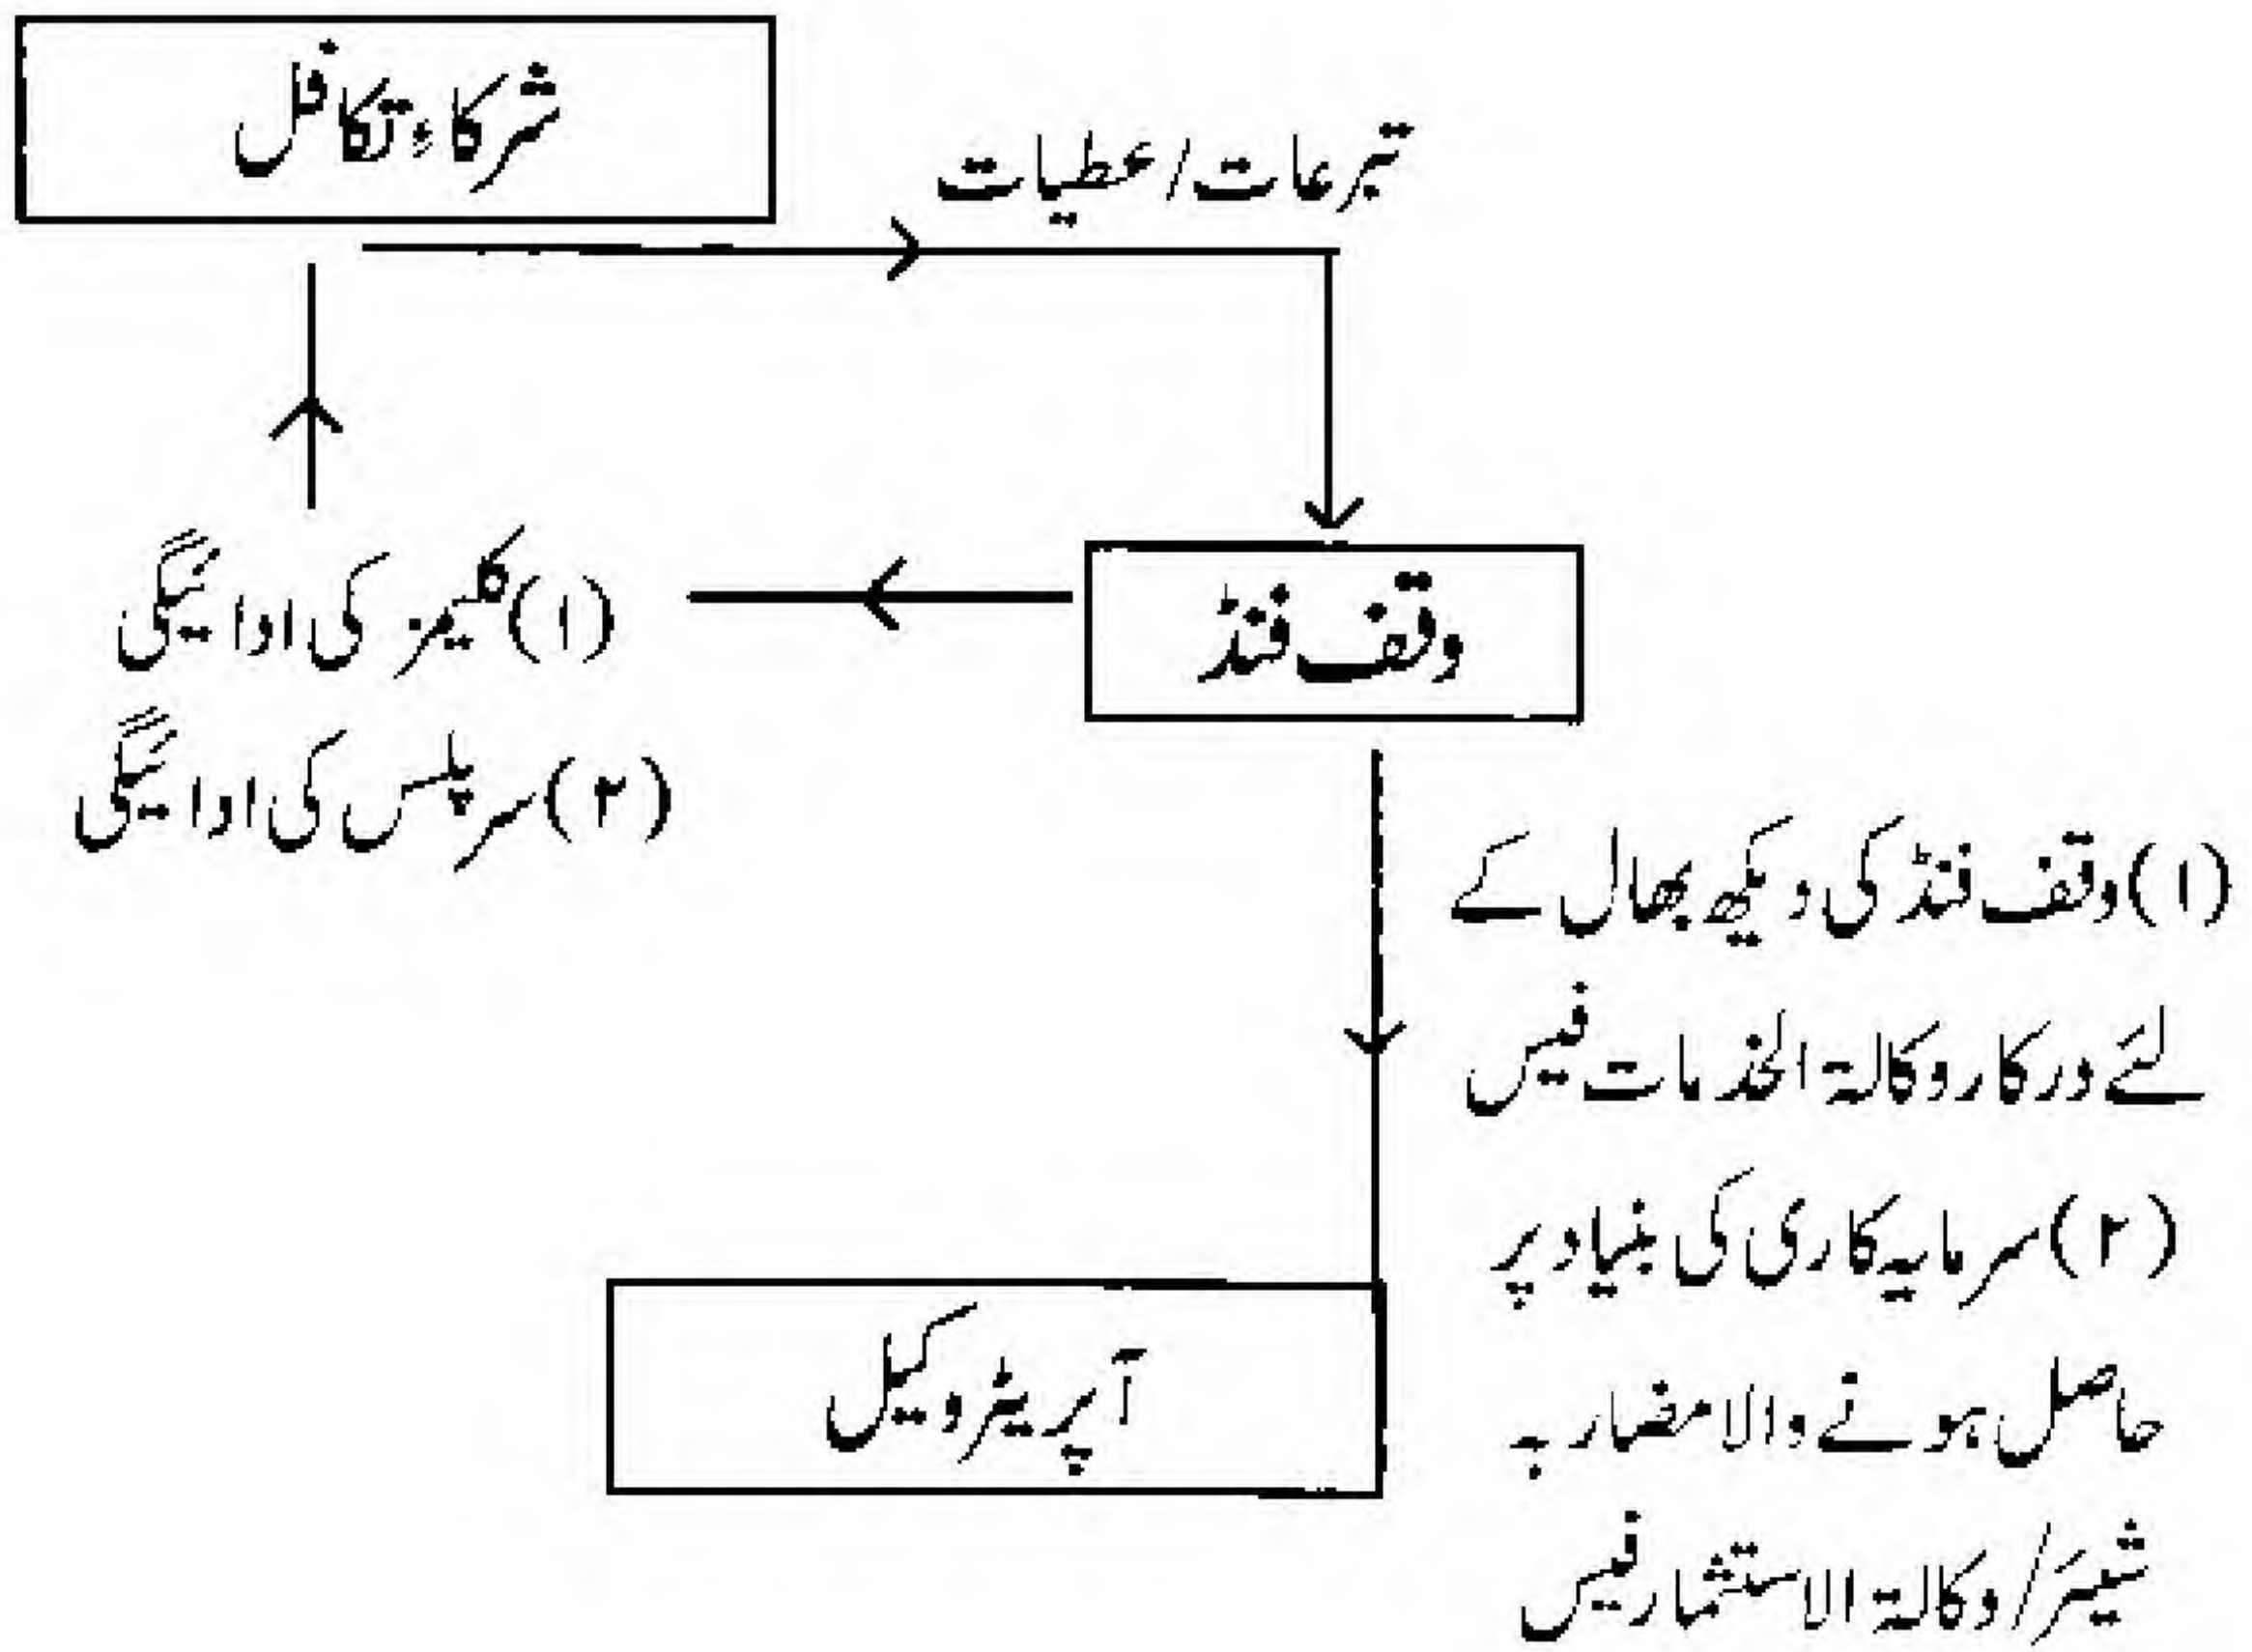 شرکاءِ تکافل
تبرعات/عطیات
وقف فنڈ
(۱) کلیمز کی ادائیگی
(۲) سرپلس کی ادائیگی
(۱) وقف فنڈ کی دیکھ بھال کے
لئے درکار وکالۃ الخدمات فیس
(۲) سرمایہ کاری کی بنیاد پر
حاصل ہونے والا مضاربہ
شیئر/وکالۃ الاستثمار فیس
آپریٹر وکیل